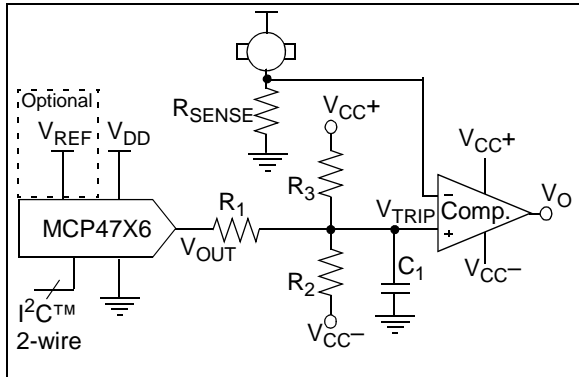 Optional
V_REF
V_DD
R_SENSE
V_CC+
R_3
V_CC+
V_O
MCP47X6
R_1
V_OUT
V_TRIP
Comp.
–
+
R_2
C_1
V_CC–
V_CC–
I²C™
2-wire